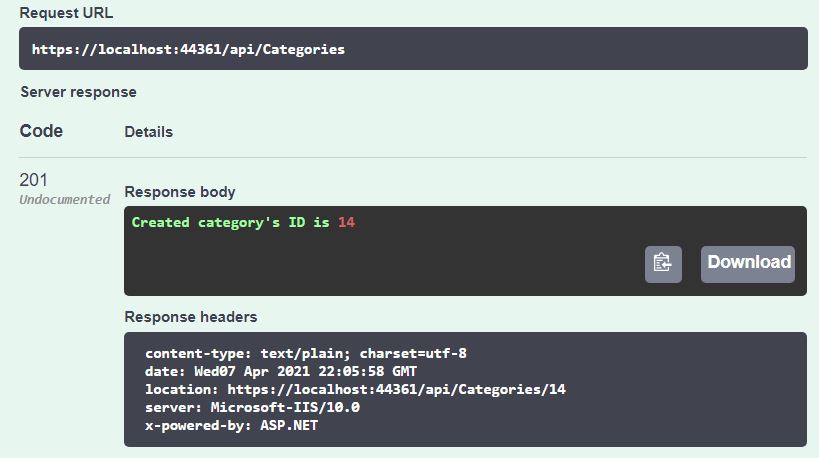 Request URL
https://localhost:44361/api/Categories
Server response
Code Details
201
Undocumented
Response body
Created category's ID is 14
Download
Response headers
content-type: text/plain; charset=utf-8
date: Wed07 Apr 2021 22:05:58 GMT
location: https://localhost:44361/api/Categories/14
server: Microsoft-IIS/10.0
x-powered-by: ASP.NET